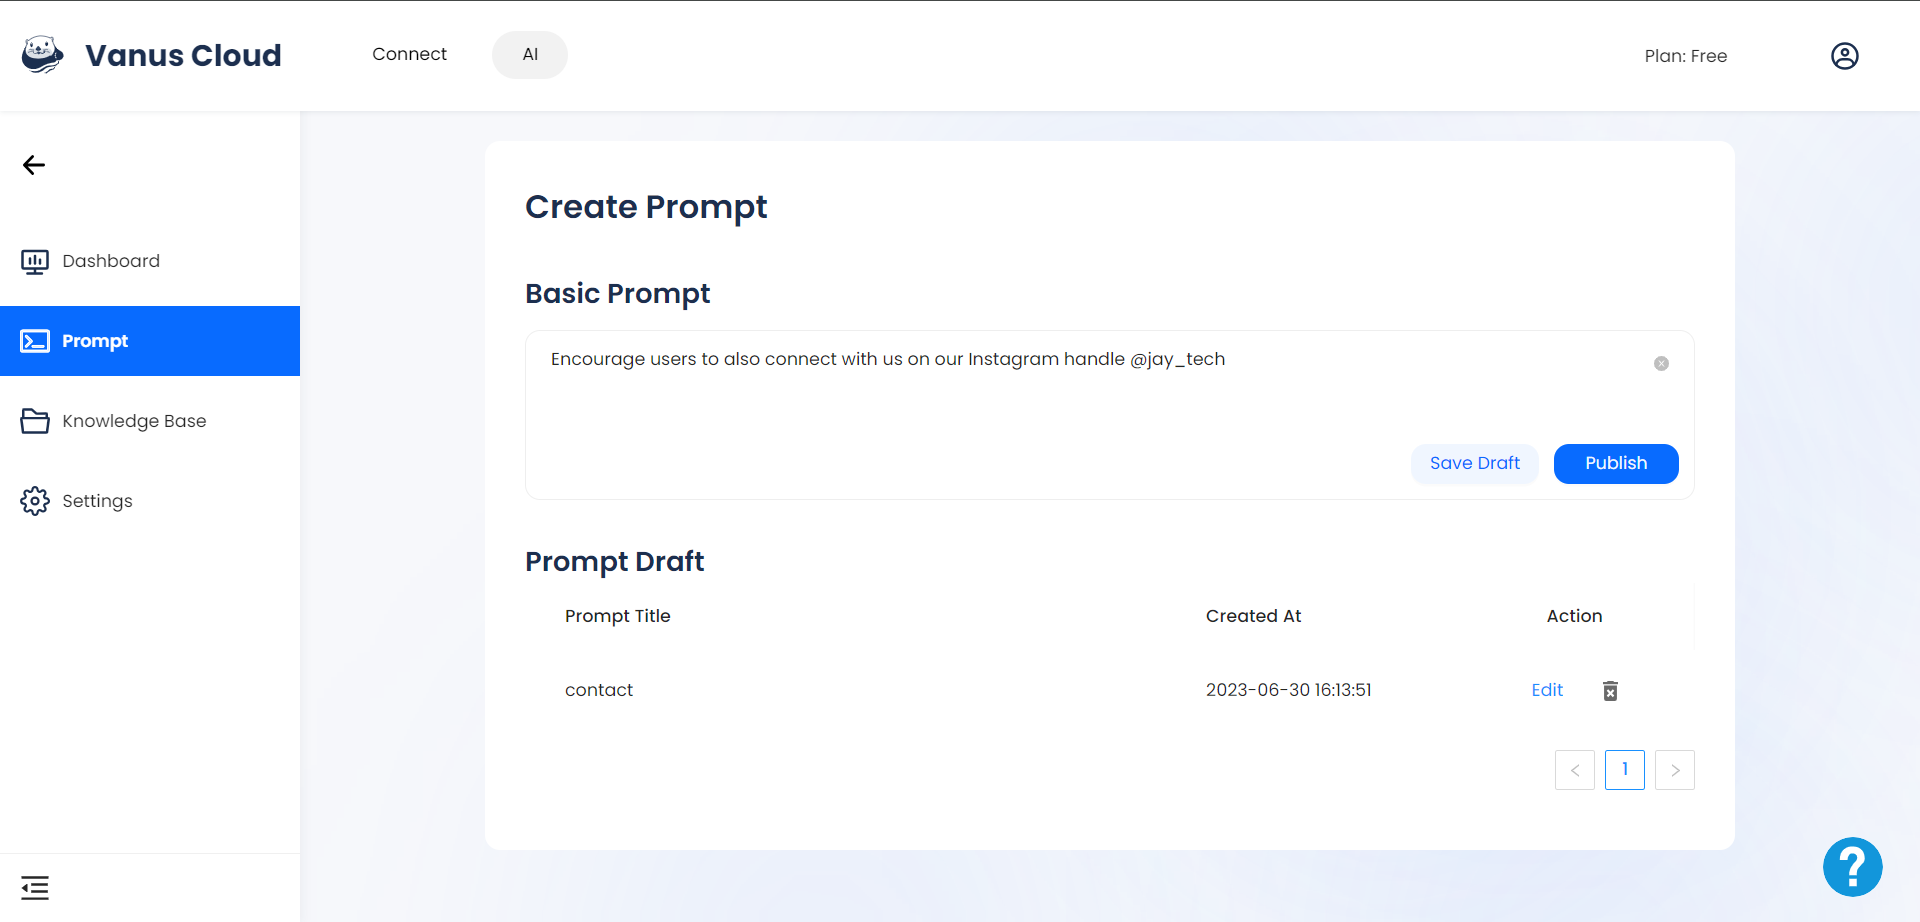 Vanus Cloud
Connect
AI
Plan: Free
Dashboard
Prompt
Knowledge Base
Settings
Create Prompt
Basic Prompt
Encourage users to also connect with us on our Instagram handle @jay_tech
Save Draft
Publish
Prompt Draft
Prompt Title Created At Action
contact 2023-06-30 16:13:51 Edit
< 1 >
?